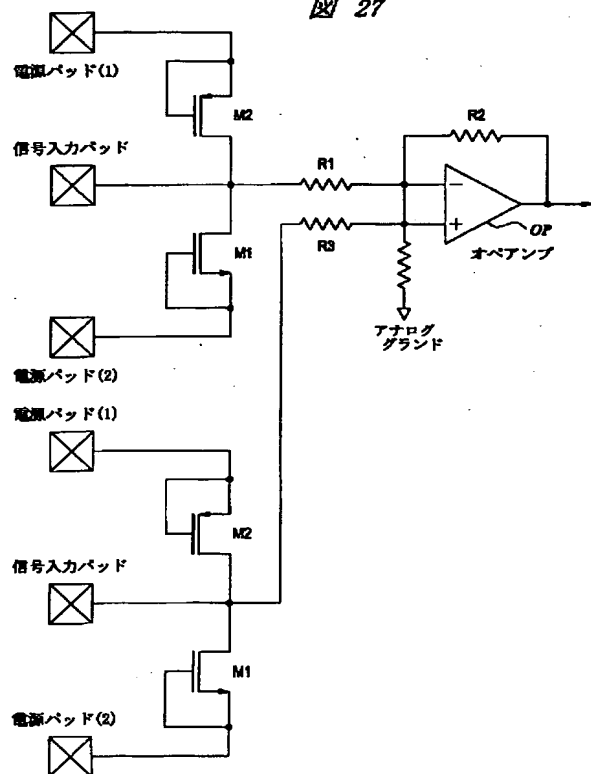 図 27
電源パッド(1)
M2
信号入力パッド
M1
電源パッド(2)
R1
R2
R3
−
+
OP
オペアンプ
アナログ
グランド
電源パッド(1)
M2
信号入力パッド
M1
電源パッド(2)